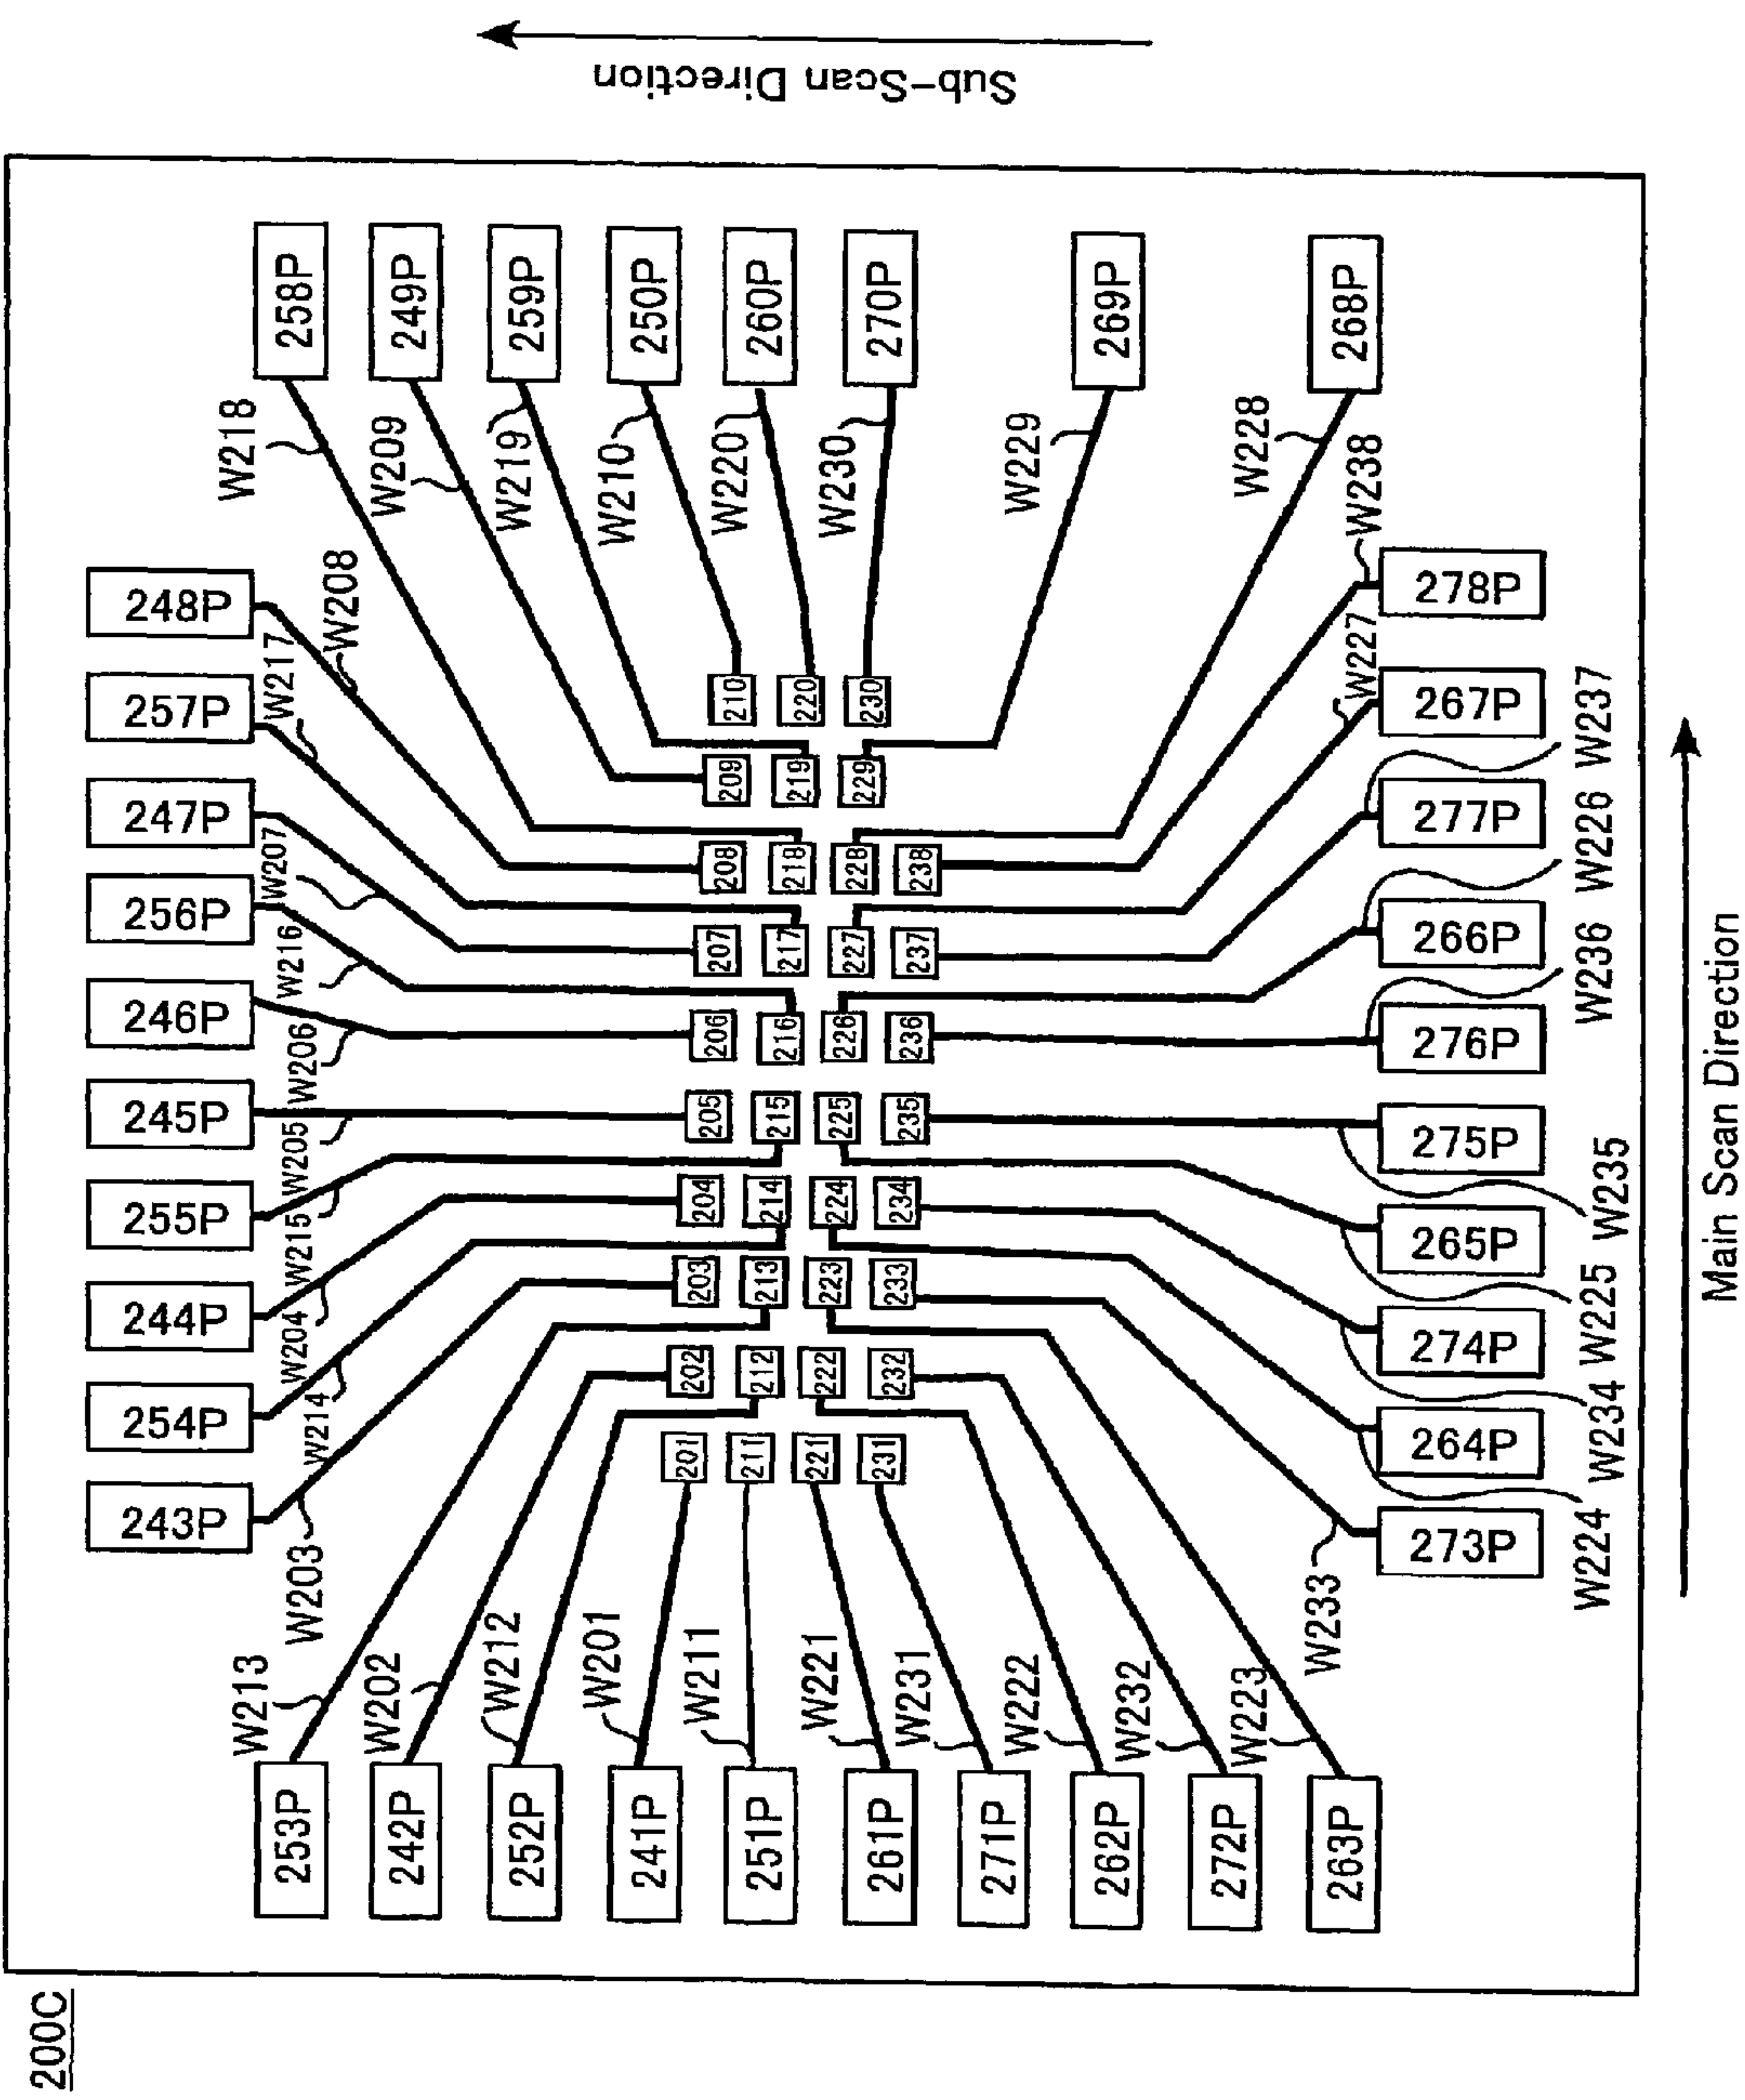 200C
Sub-Scan Direction
258P
249P
259P
250P
260P
270P
269P
268P
W218
W209
W219
W210
W220
W230
W229
W228
W238
W208
W217
W227
248P
257P
247P
256P
246P
245P
255P
244P
254P
243P
W207
W216
W206
W205
W215
W204
W214
W203
210
220
230
209
219
229
208
218
228
238
207
217
227
237
206
216
226
236
205
215
225
235
204
214
224
234
203
213
223
233
202
212
222
232
201
211
221
231
278P
267P
277P
266P
276P
275P
265P
274P
264P
273P
W237
W226
W236
W235
W225
W234
W224
W233
W213
W202
W212
W201
W211
W221
W231
W222
W232
W223
253P
242P
252P
241P
251P
261P
271P
262P
272P
263P
Main Scan Direction